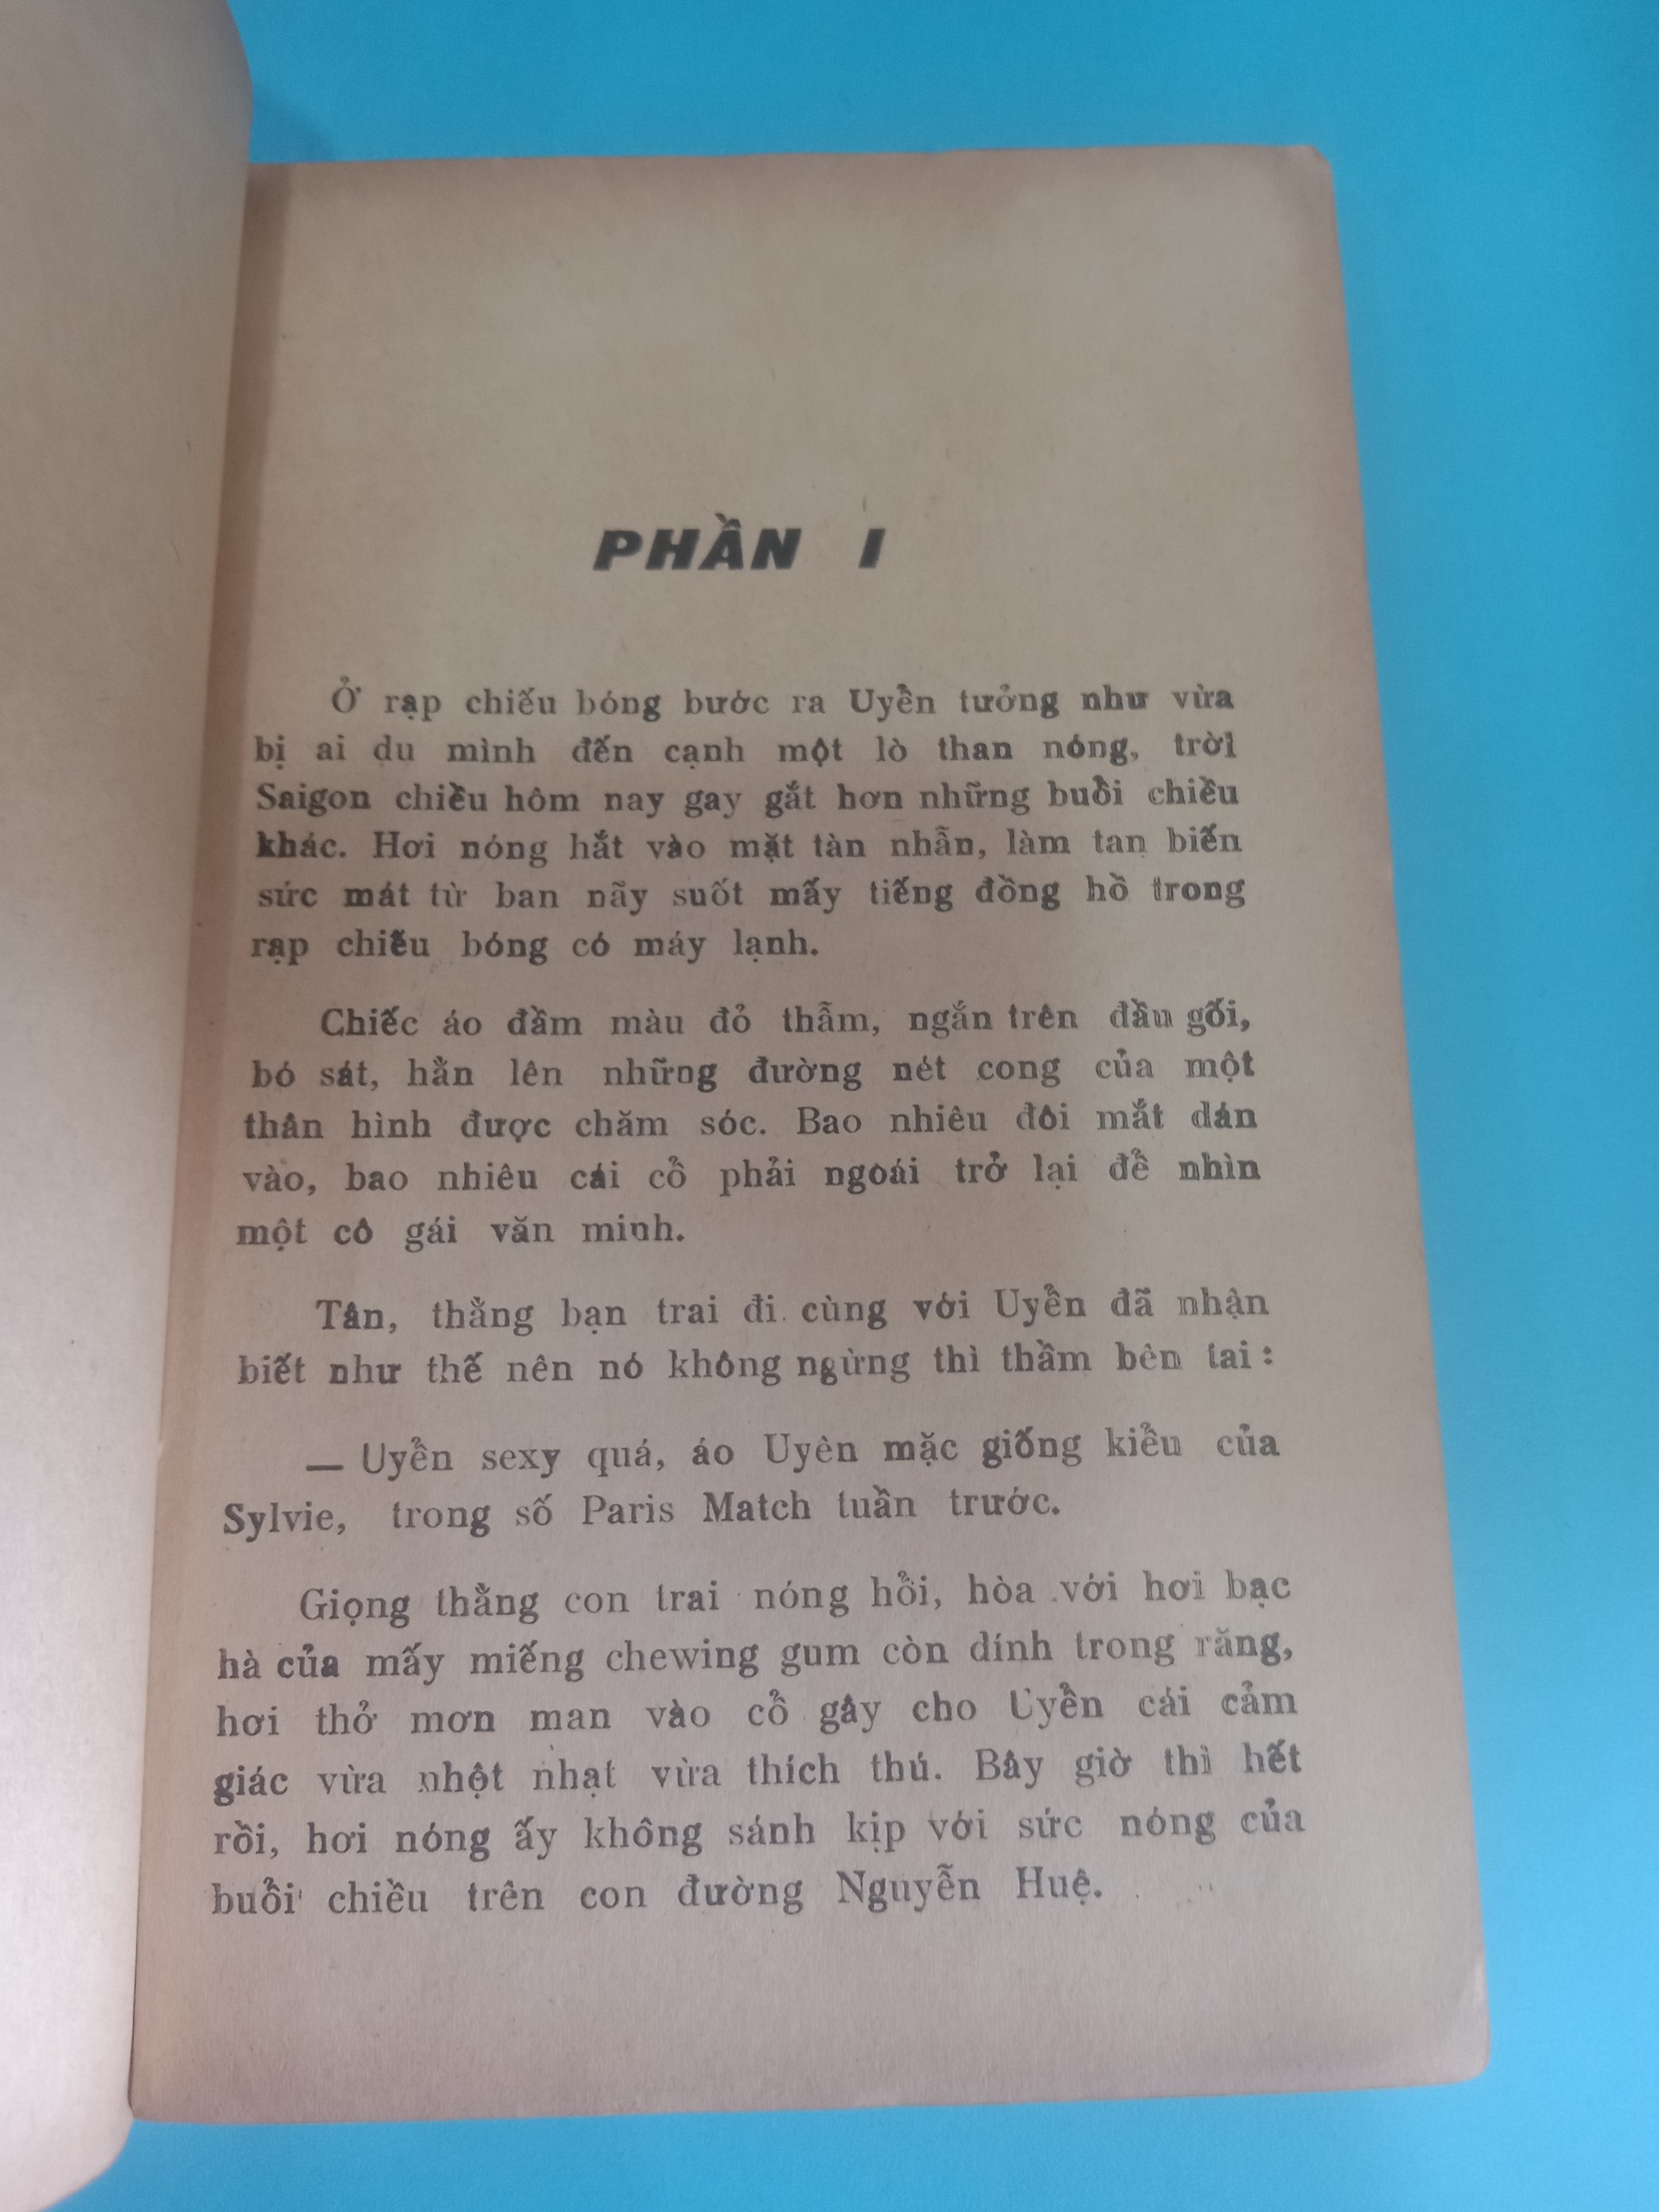 PHẦN I
Ở rạp chiếu bóng bước ra Uyển tưởng như vừa
bị ai du mình đến cạnh một lò than nóng, trời
Saigon chiều hôm nay gay gắt hơn những buổi chiều
khác. Hơi nóng hắt vào mặt tàn nhẫn, làm tan biến
sức mát từ ban nãy suốt mấy tiếng đồng hồ trong
rạp chiếu bóng có máy lạnh.
Chiếc áo đầm màu đỏ thẫm, ngắn trên đầu gối,
bó sát, hằn lên những đường nét cong của một
thân hình được chăm sóc. Bao nhiêu đôi mắt dán
vào, bao nhiêu cái cổ phải ngoái trở lại để nhìn
một cô gái văn minh.
Tân, thằng bạn trai đi cùng với Uyển đã nhận
biết như thế nên nó không ngừng thì thầm bên tai :
— Uyển sexy quá, áo Uyên mặc giống kiểu của
Sylvie, trong số Paris Match tuần trước.
Giọng thằng con trai nóng hổi, hòa với hơi bạc
hà của mấy miếng chewing gum còn dính trong răng,
hơi thở mơn man vào cổ gây cho Uyển cái cảm
giác vừa nhột nhạt vừa thích thú. Bây giờ thì hết
rồi, hơi nóng ấy không sánh kịp với sức nóng của
buổi chiều trên con đường Nguyễn Huệ.